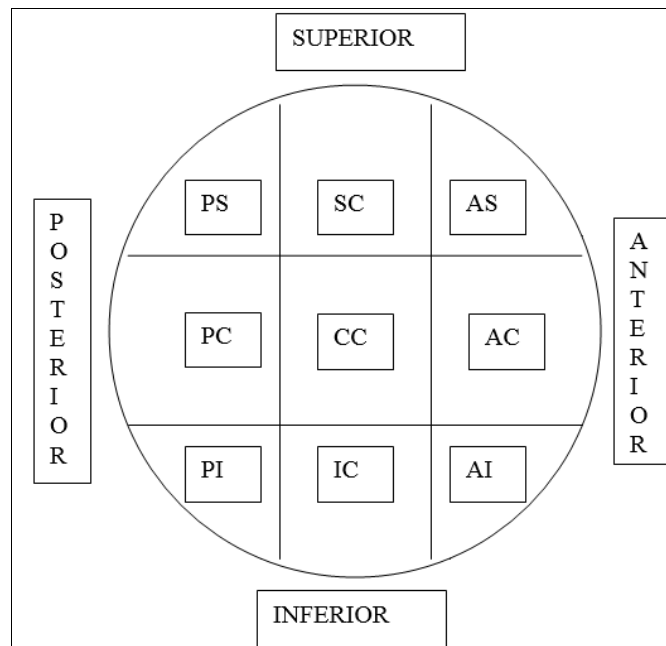 SUPERIOR
PS SC AS
POSTERIOR
ANTERIOR
PC CC AC
PI IC AI
INFERIOR